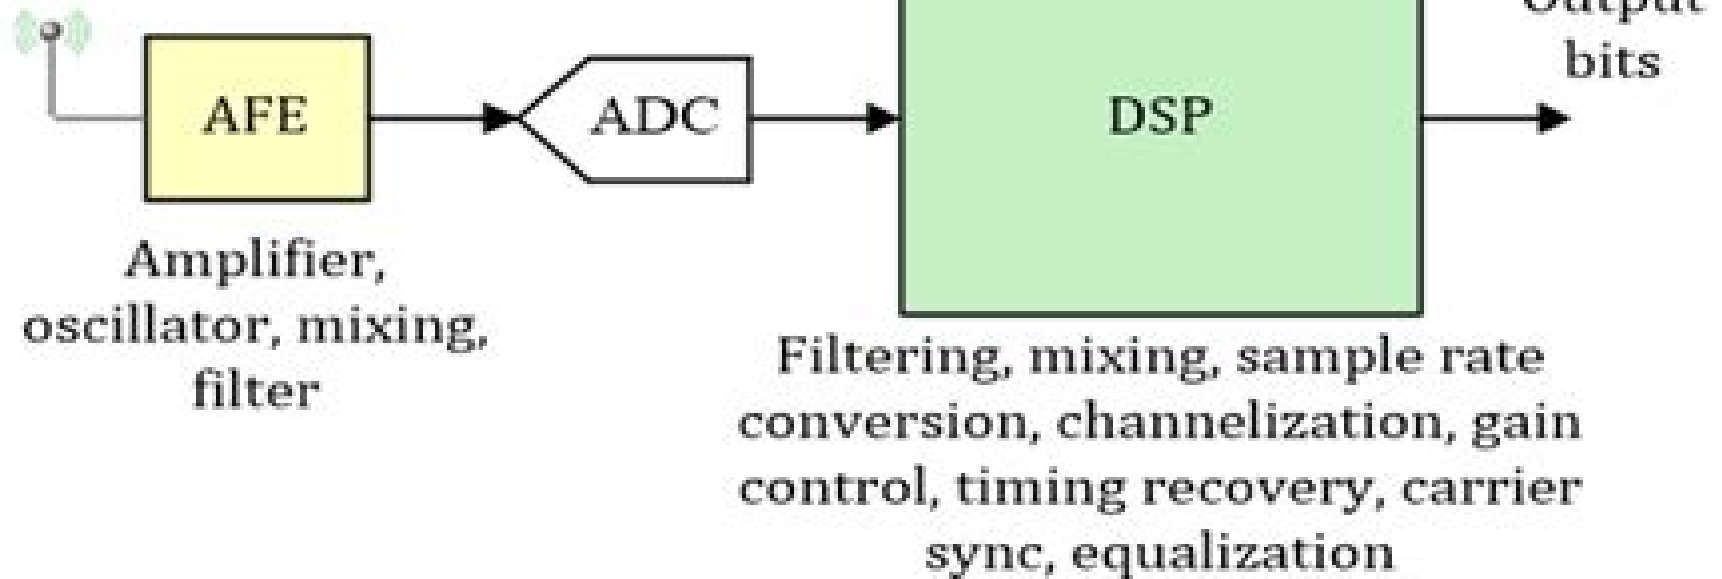 Output
bits
AFE
ADC
DSP
Amplifier,
oscillator, mixing,
filter
Filtering, mixing, sample rate
conversion, channelization, gain
control, timing recovery, carrier
sync, equalization